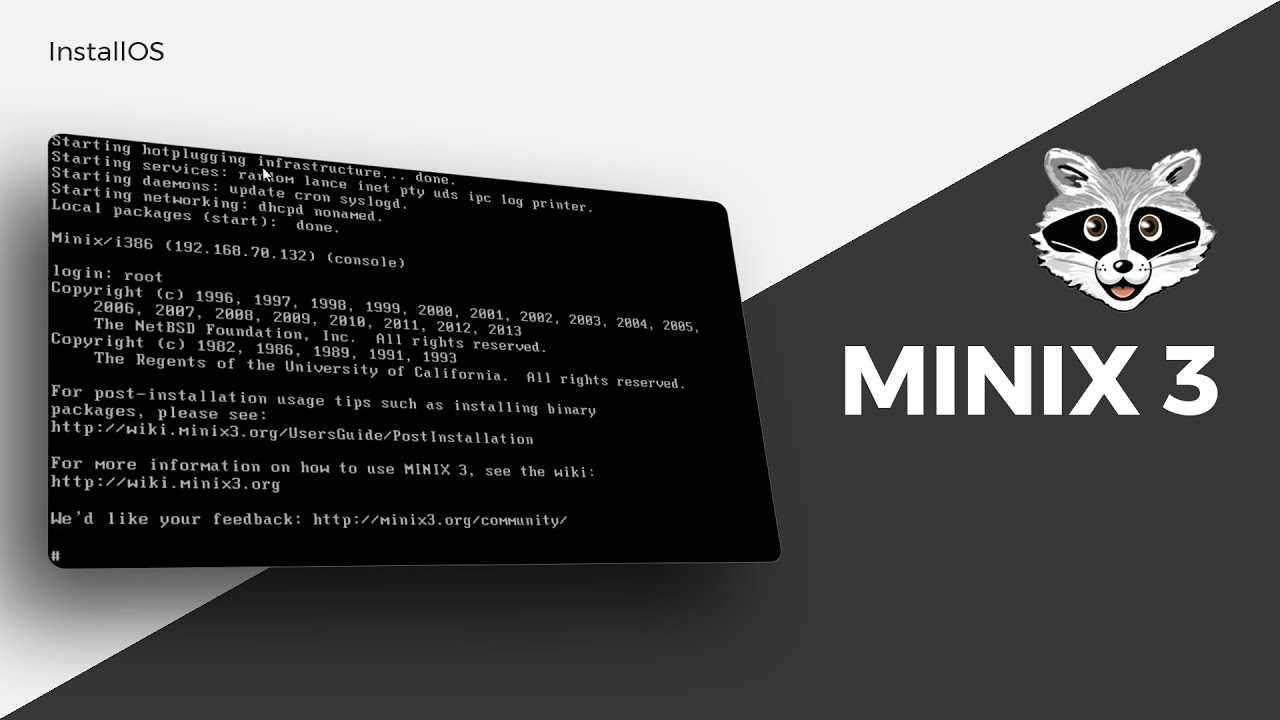 InstallOS
Starting hotplugging infrastructure... done.
Starting services: random lance inet pty uds ipc log printer.
Starting daemons: update cron syslogd.
Starting networking: dhcpd nonamed.
Local packages (start):  done.
Minix/i386 (192.168.70.132) (console)
login: root
Copyright (c) 1996, 1997, 1998, 1999, 2000, 2001, 2002, 2003, 2004, 2005,
2006, 2007, 2008, 2009, 2010, 2011, 2012, 2013
The NetBSD Foundation, Inc.  All rights reserved.
Copyright (c) 1982, 1986, 1989, 1991, 1993
The Regents of the University of California.  All rights reserved.
For post-installation usage tips such as installing binary
packages, please see:
http://wiki.minix3.org/UsersGuide/PostInstallation
For more information on how to use MINIX 3, see the wiki:
http://wiki.minix3.org
We'd like your feedback: http://minix3.org/community/
#
MINIX 3